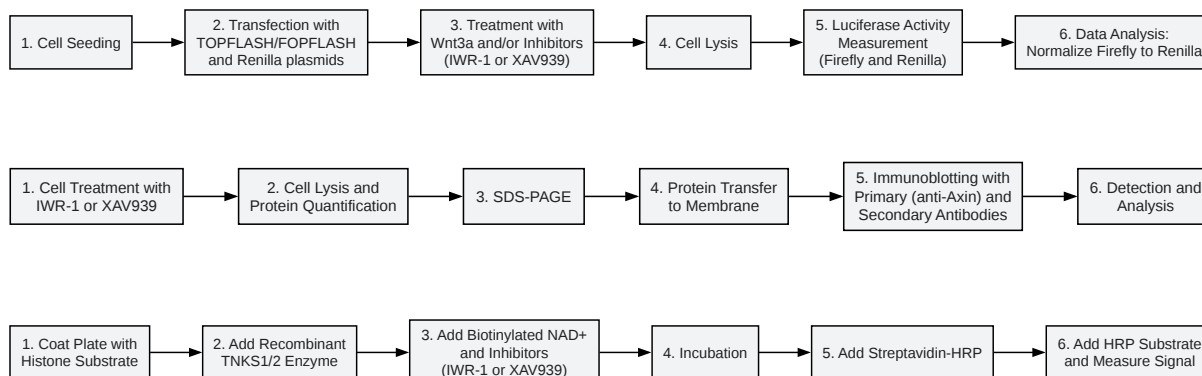 1. Cell Seeding
2. Transfection with
TOPFLASH/FOPFLASH
and Renilla plasmids
3. Treatment with
Wnt3a and/or Inhibitors
(IWR-1 or XAV939)
4. Cell Lysis
5. Luciferase Activity
Measurement
(Firefly and Renilla)
6. Data Analysis:
Normalize Firefly to Renilla
1. Cell Treatment with
IWR-1 or XAV939
2. Cell Lysis and
Protein Quantification
3. SDS-PAGE
4. Protein Transfer
to Membrane
5. Immunoblotting with
Primary (anti-Axin) and
Secondary Antibodies
6. Detection and
Analysis
1. Coat Plate with
Histone Substrate
2. Add Recombinant
TNKS1/2 Enzyme
3. Add Biotinylated NAD+
and Inhibitors
(IWR-1 or XAV939)
4. Incubation
5. Add Streptavidin-HRP
6. Add HRP Substrate
and Measure Signal